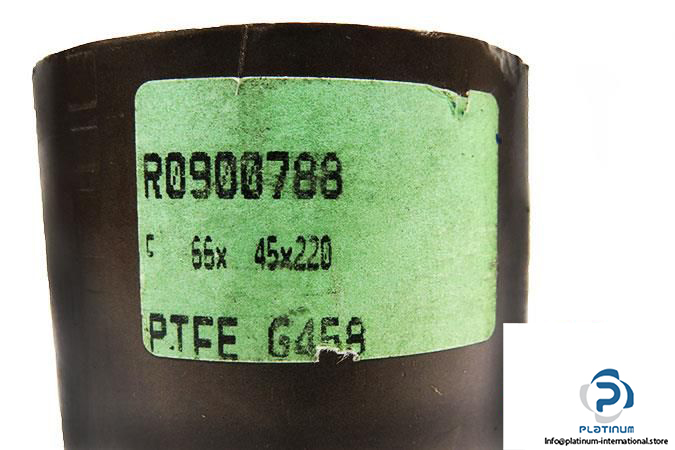 R0900788
66x 45x220
PTFE G458
PLATINUM
Info@platinum-international.store